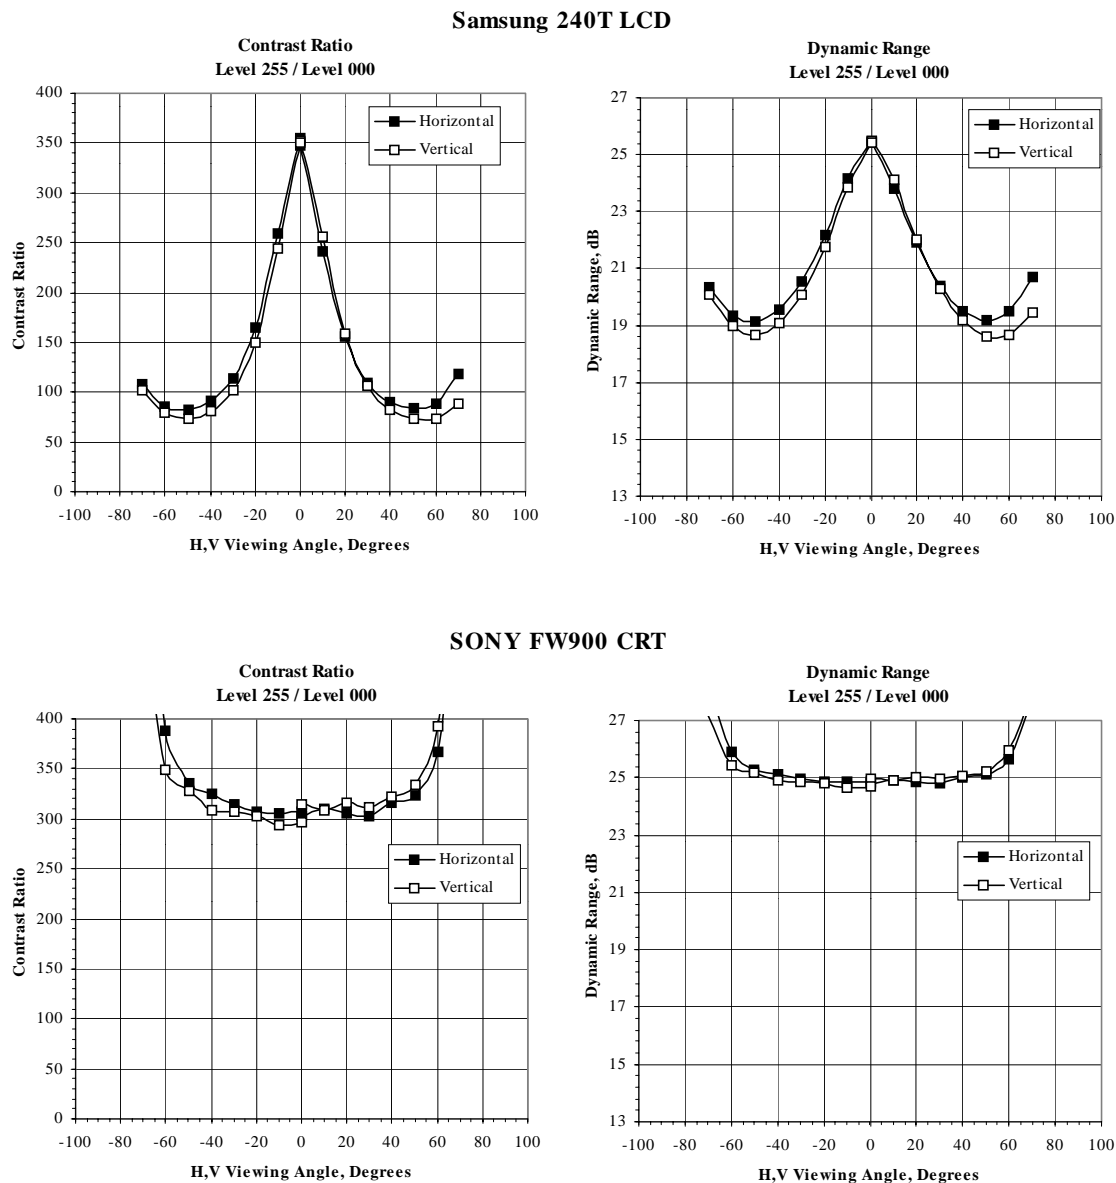 Samsung 240T LCD
Contrast Ratio
Level 255 / Level 000
400
350
300
250
200
150
100
50
0
Contrast Ratio
Horizontal
Vertical
-100 -80 -60 -40 -20 0 20 40 60 80 100
H,V Viewing Angle, Degrees
Dynamic Range
Level 255 / Level 000
27
25
23
21
19
17
15
13
Dynamic Range, dB
Horizontal
Vertical
-100 -80 -60 -40 -20 0 20 40 60 80 100
H,V Viewing Angle, Degrees
SONY FW900 CRT
Contrast Ratio
Level 255 / Level 000
400
350
300
250
200
150
100
50
0
Contrast Ratio
Horizontal
Vertical
-100 -80 -60 -40 -20 0 20 40 60 80 100
H,V Viewing Angle, Degrees
Dynamic Range
Level 255 / Level 000
27
25
23
21
19
17
15
13
Dynamic Range, dB
Horizontal
Vertical
-100 -80 -60 -40 -20 0 20 40 60 80 100
H,V Viewing Angle, Degrees